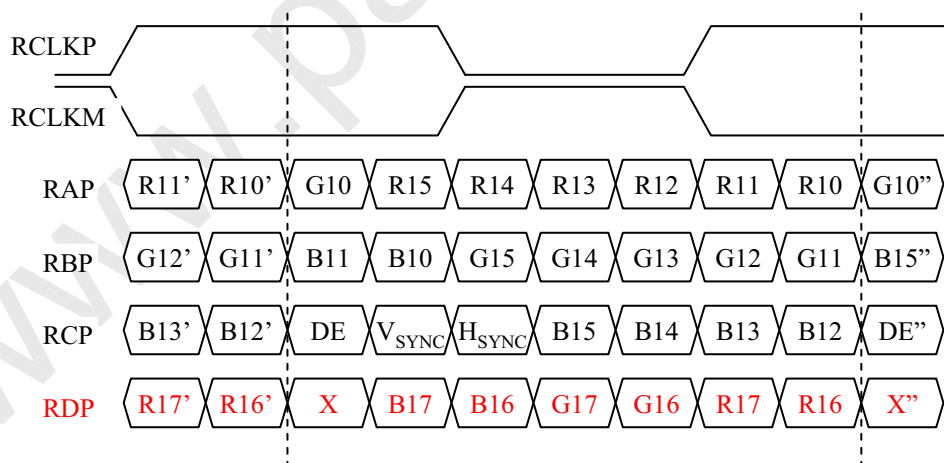 www.pa
RCLKP
RCLKM
RAP R11’ R10’ G10 R15 R14 R13 R12 R11 R10 G10”
RBP G12’ G11’ B11 B10 G15 G14 G13 G12 G11 B15”
RCP B13’ B12’ DE VSYNC HSYNC B15 B14 B13 B12 DE”
RDP R17’ R16’ X B17 B16 G17 G16 R17 R16 X”